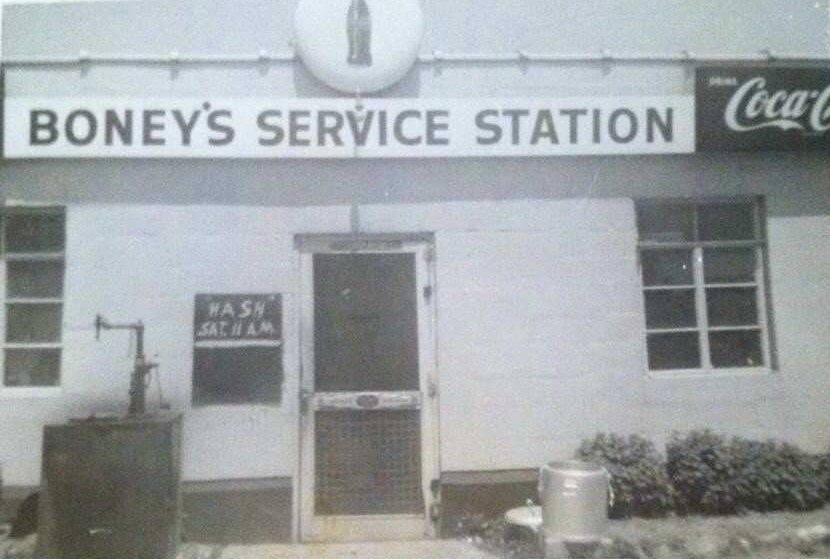 BONEY'S SERVICE STATION
DRINK
Coca-C
"HASH"
SAT. 11 A.M.